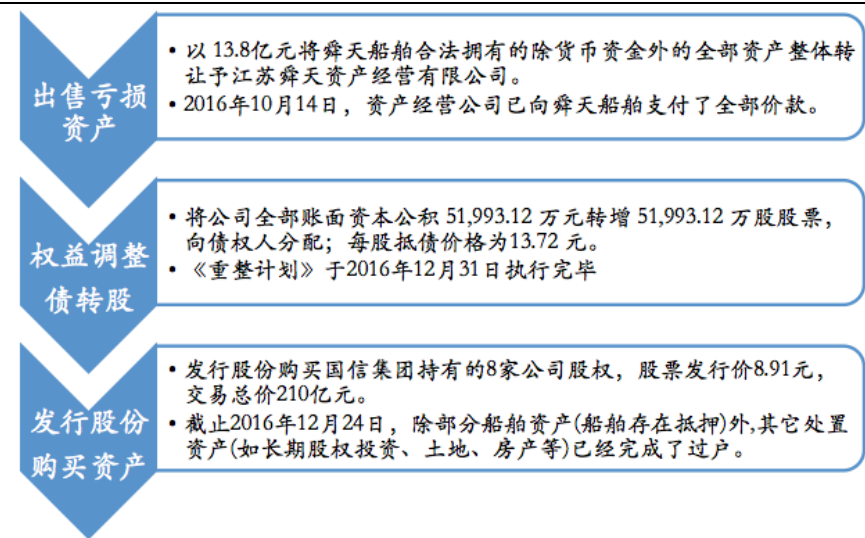 出售亏损
资产
• 以 13.8亿元将舜天船舶合法拥有的除货币资金外的全部资产整体转
让予江苏舜天资产经营有限公司。
• 2016年10月14日，资产经营公司已向舜天船舶支付了全部价款。
权益调整
债转股
• 将公司全部账面资本公积 51,993.12 万元转增 51,993.12 万股股票，
向债权人分配；每股抵债价格为13.72 元。
• 《重整计划》于2016年12月31日执行完毕
发行股份
购买资产
• 发行股份购买国信集团持有的8家公司股权，股票发行价8.91元，
交易总价210亿元。
• 截止2016年12月24日，除部分船舶资产(船舶存在抵押)外,其它处置
资产(如长期股权投资、土地、房产等)已经完成了过户。